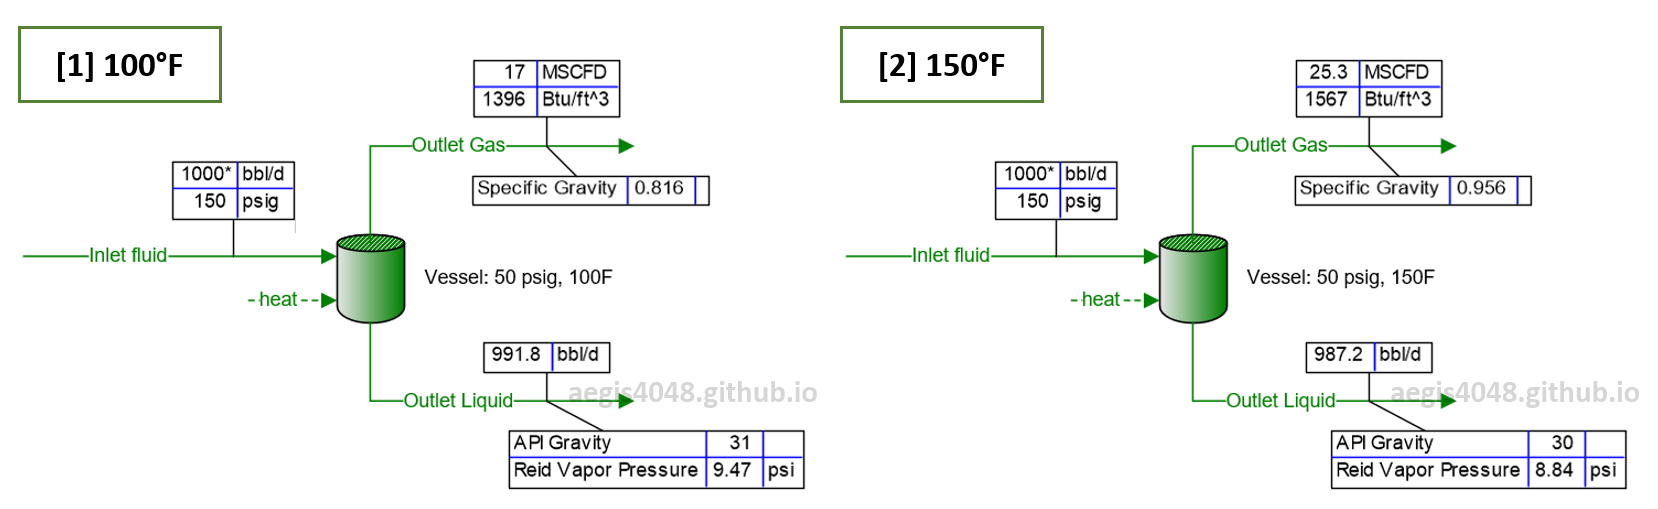 [1] 100°F
17 MSCFD
1396 Btu/ft^3
Outlet Gas
Specific Gravity 0.816
1000* bbl/d
150 psig
Inlet fluid
Vessel: 50 psig, 100F
heat
991.8 bbl/d
aegis4048.github.io
Outlet Liquid
API Gravity 31
Reid Vapor Pressure 9.47 psi
[2] 150°F
25.3 MSCFD
1567 Btu/ft^3
Outlet Gas
Specific Gravity 0.956
1000* bbl/d
150 psig
Inlet fluid
Vessel: 50 psig, 150F
heat
987.2 bbl/d
aegis4048.github.io
Outlet Liquid
API Gravity 30
Reid Vapor Pressure 8.84 psi